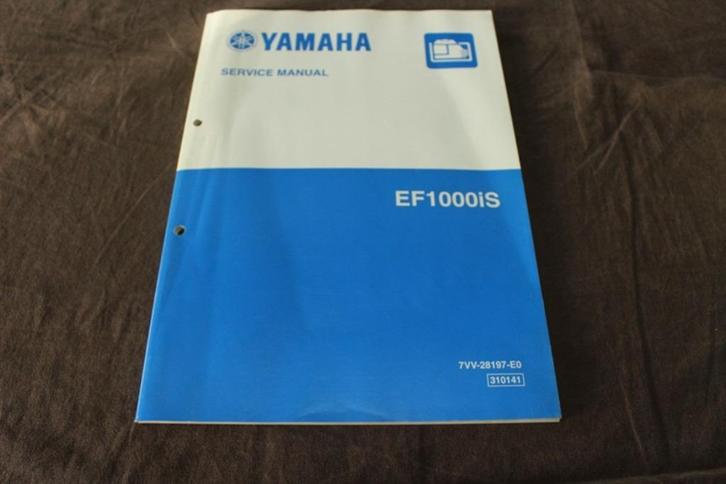 YAMAHA
SERVICE MANUAL
EF1000iS
7VV-28197-E0
310141